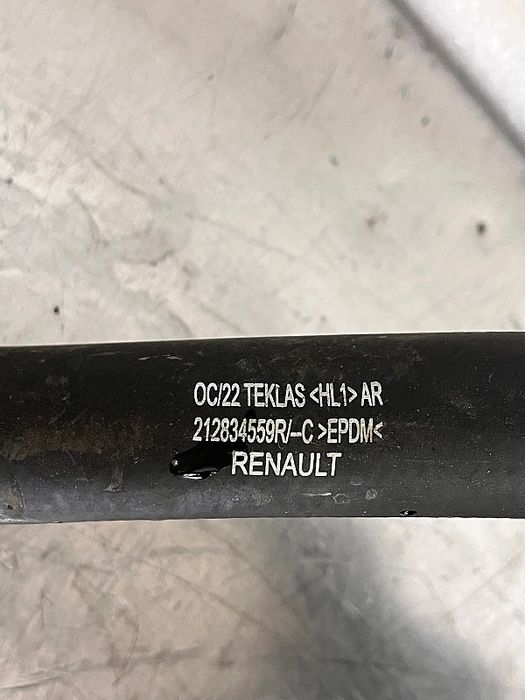 OC/22 TEKLAS <HL1> AR
212834559R/--C >EPDM<
RENAULT